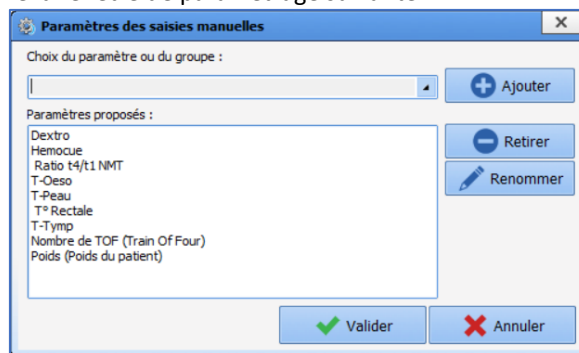 Paramètres des saisies manuelles
Choix du paramètre ou du groupe :
Ajouter
Paramètres proposés :
Dextro
Hemocue
Ratio t4/t1 NMT
T-Oeso
T-Peau
T° Rectale
T-Tymp
Nombre de TOF (Train Of Four)
Poids (Poids du patient)
Retirer
Renommer
Valider
Annuler